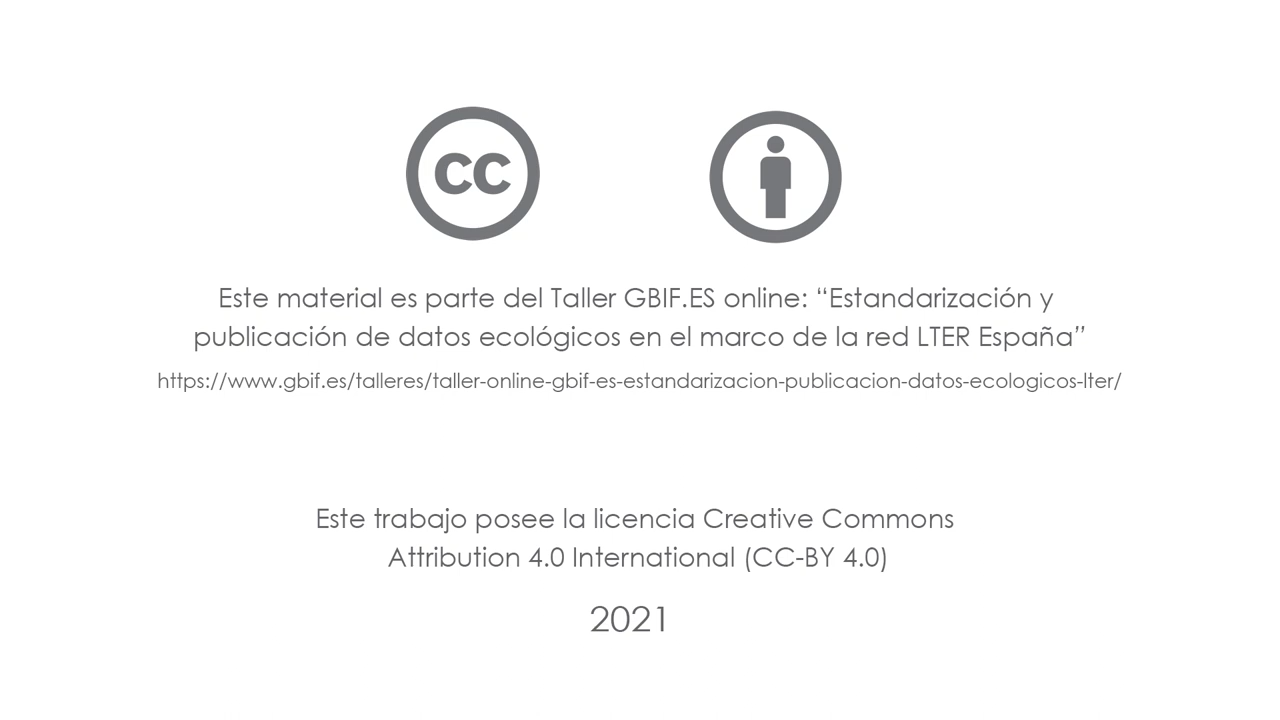 cc
Este material es parte del Taller GBIF.ES online: “Estandarización y
publicación de datos ecológicos en el marco de la red LTER España”
https://www.gbif.es/talleres/taller-online-gbif-es-estandarizacion-publicacion-datos-ecologicos-lter/
Este trabajo posee la licencia Creative Commons
Attribution 4.0 International (CC-BY 4.0)
2021